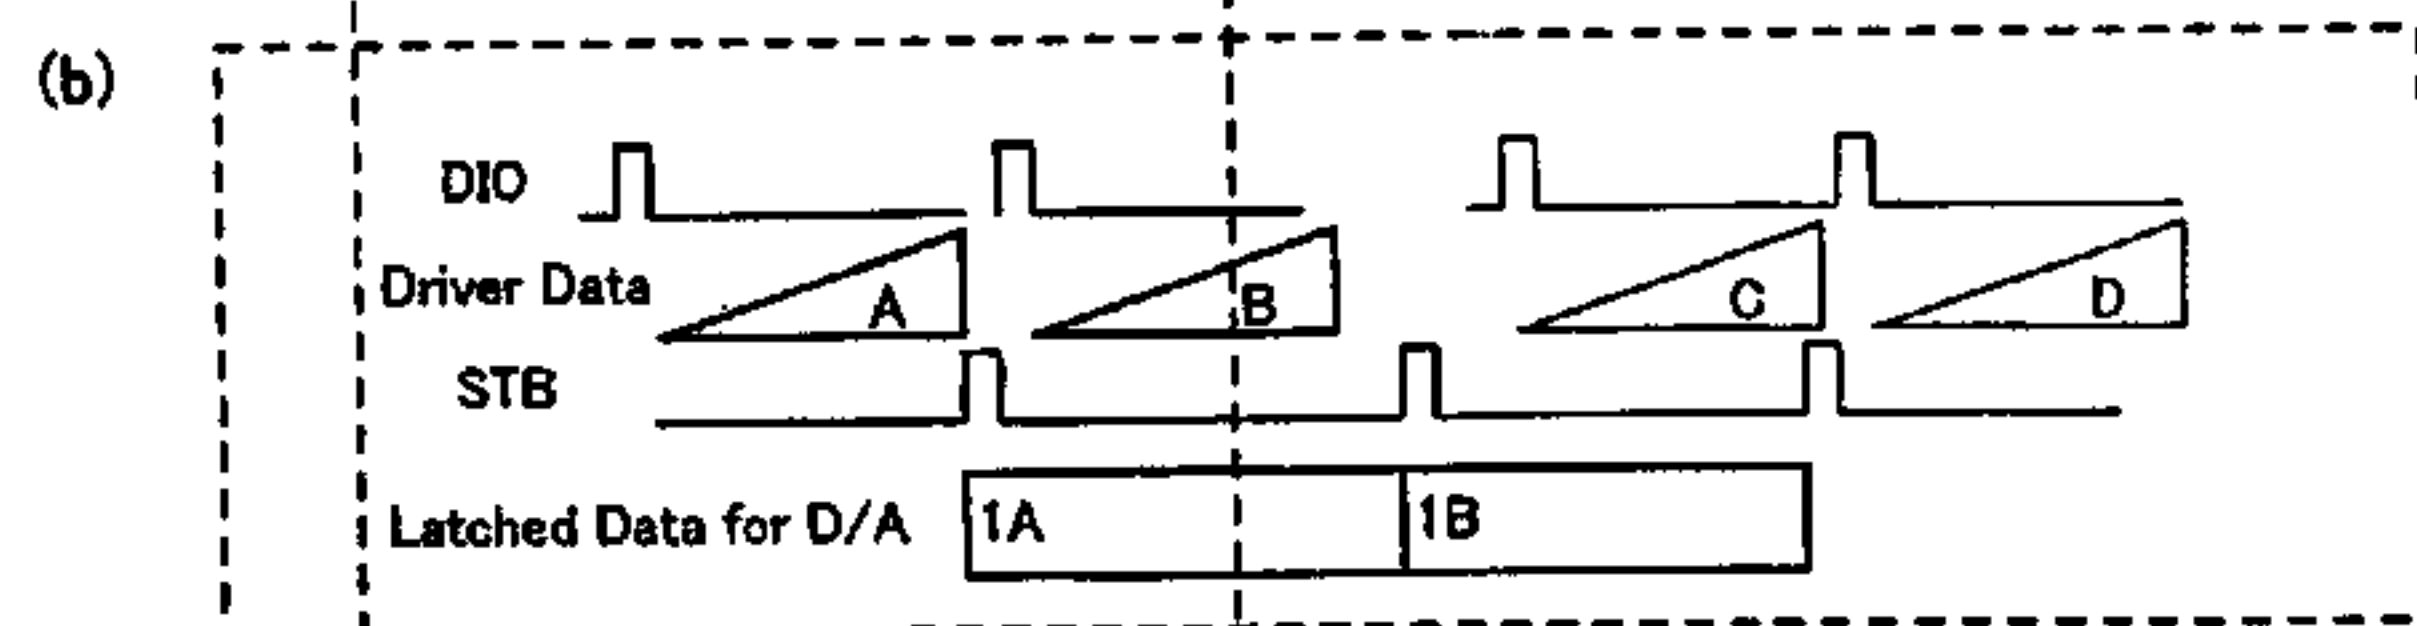 (b)
DIO
Driver Data A B C D
STB
Latched Data for D/A 1A 1B